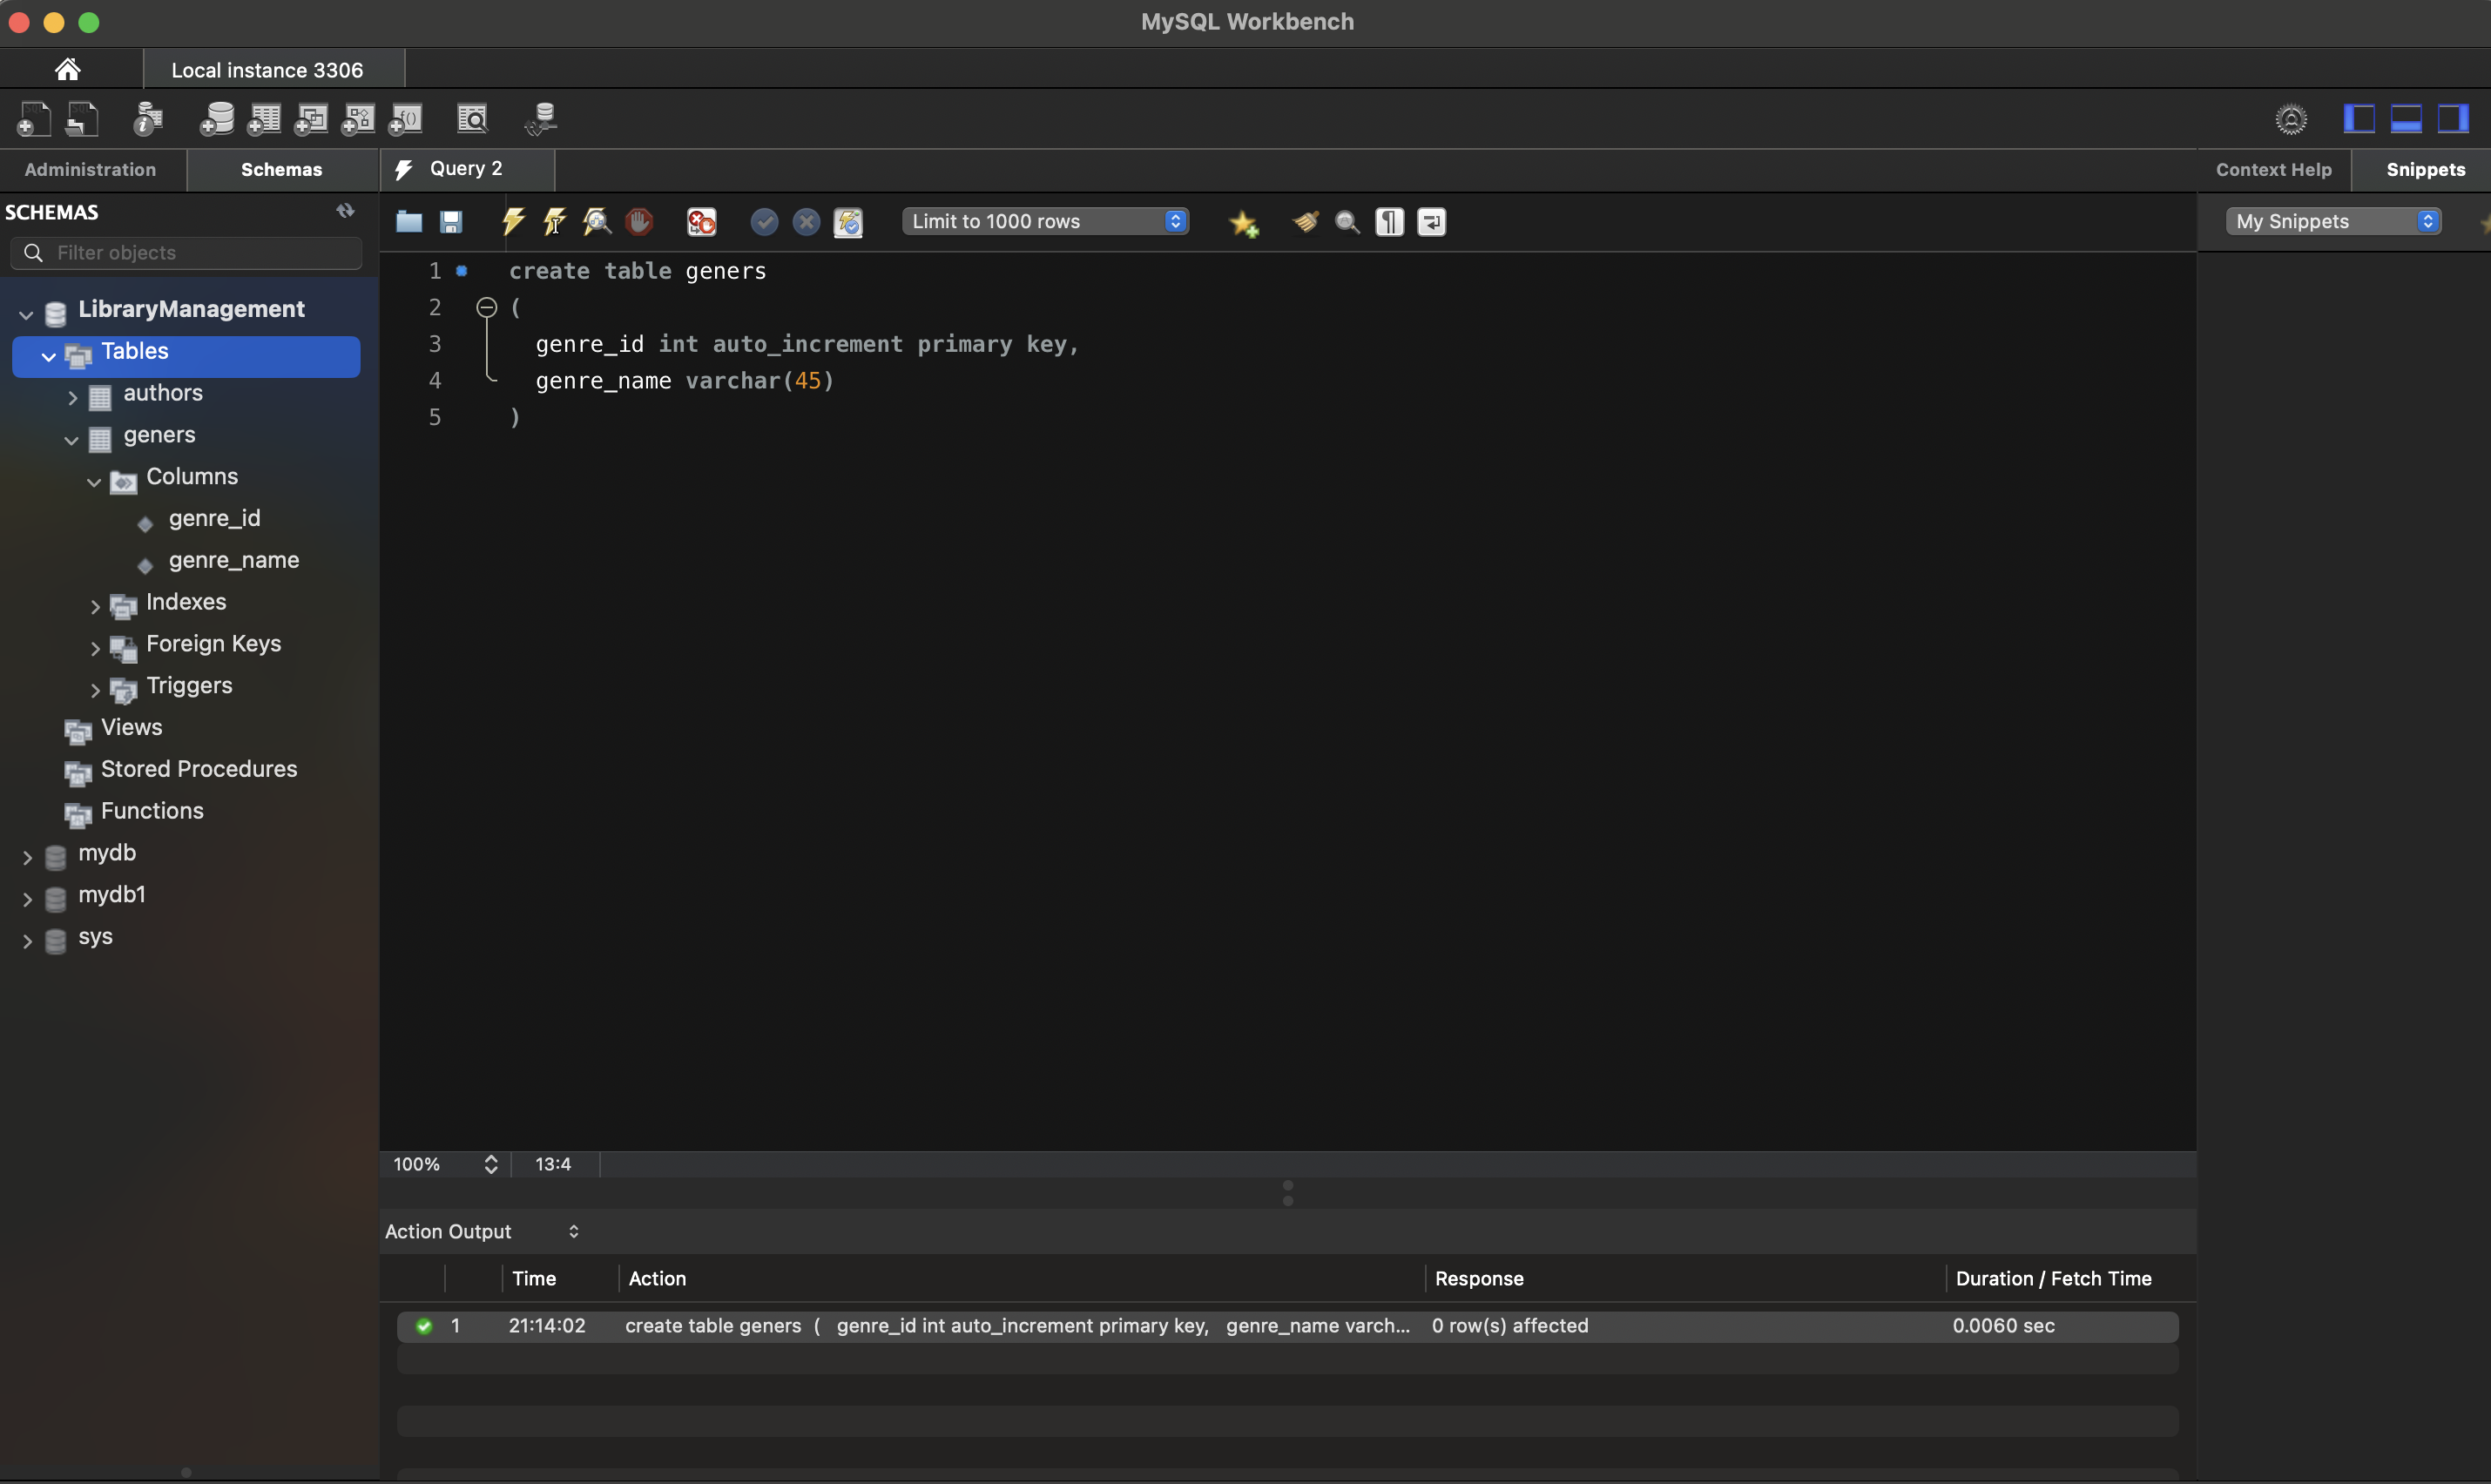 MySQL Workbench
Local instance 3306
Administration
Schemas
Query 2
Context Help
Snippets
SCHEMAS
Limit to 1000 rows
My Snippets
Filter objects
LibraryManagement
Tables
authors
geners
Columns
genre_id
genre_name
Indexes
Foreign Keys
Triggers
Views
Stored Procedures
Functions
mydb
mydb1
sys
1 create table geners
2 (
3 genre_id int auto_increment primary key,
4 genre_name varchar(45)
5 )
100% 13:4
Action Output
Time Action Response Duration / Fetch Time
1 21:14:02 create table geners ( genre_id int auto_increment primary key, genre_name varch... 0 row(s) affected 0.0060 sec